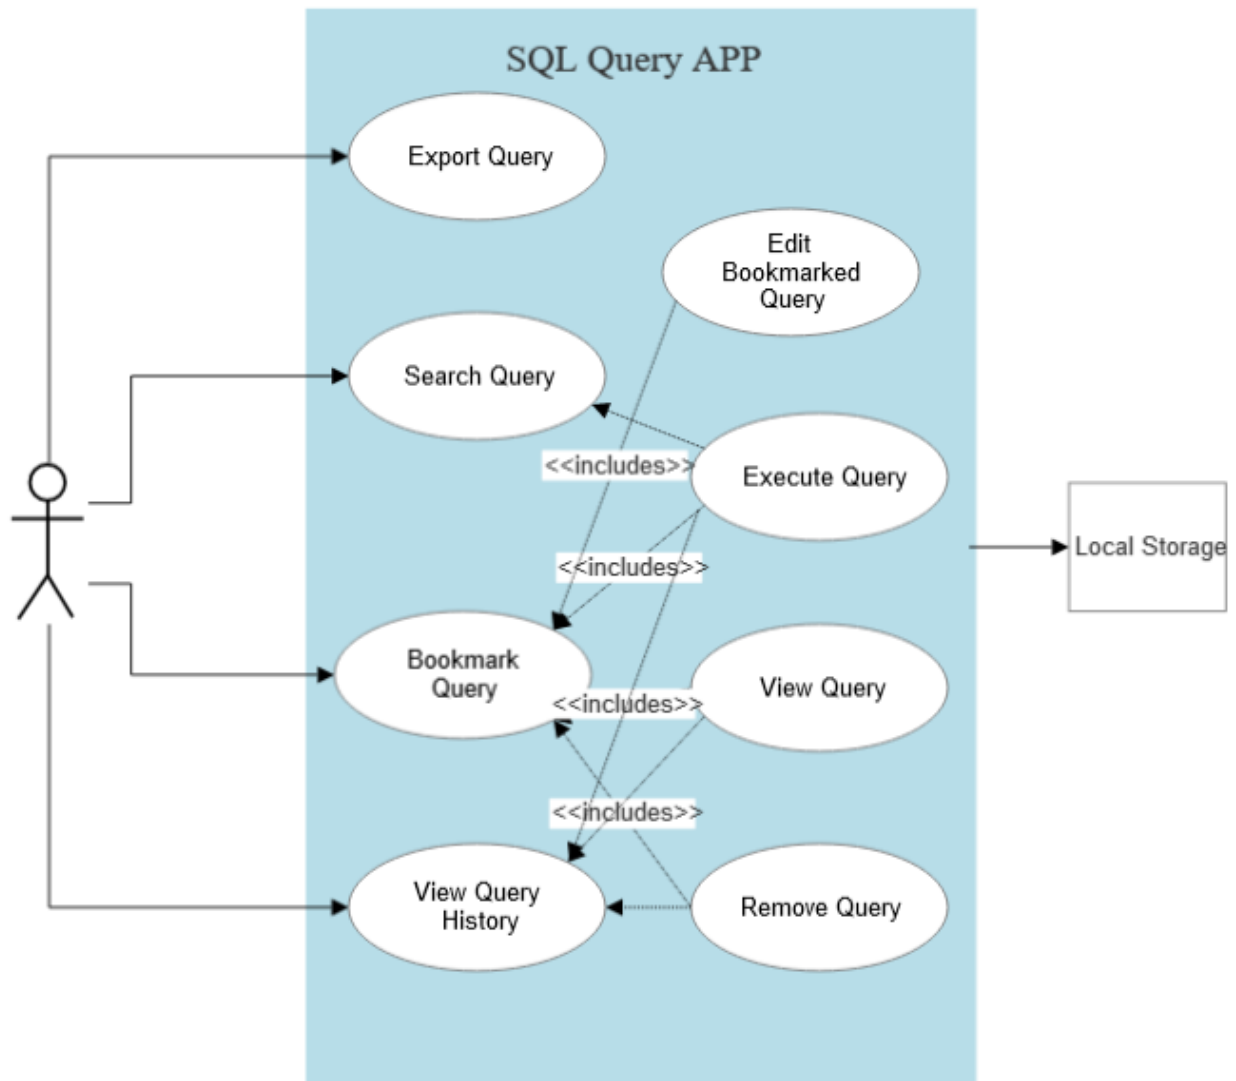 SQL Query APP
Export Query
Edit
Bookmarked
Query
Search Query
<<includes>>
Execute Query
Local Storage
<<includes>>
Bookmark
Query
View Query
<<includes>>
<<includes>>
View Query
History
Remove Query